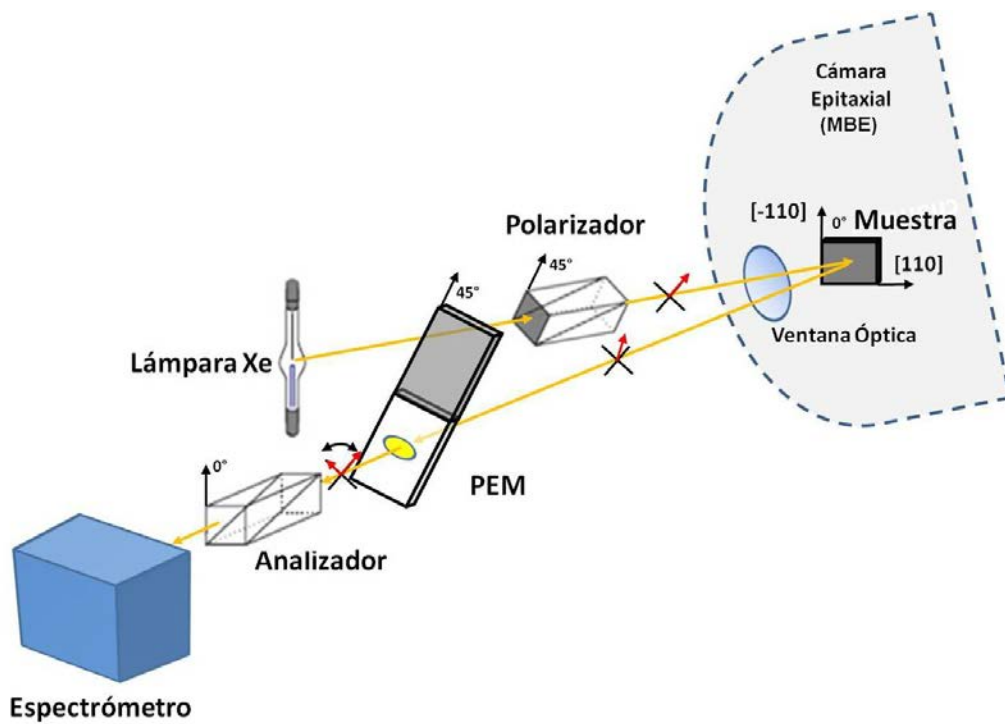 Cámara
Epitaxial
(MBE)
[-110]
0°
Muestra
[110]
Polarizador
45°
45°
Ventana Óptica
Lámpara Xe
PEM
0°
Analizador
Espectrómetro